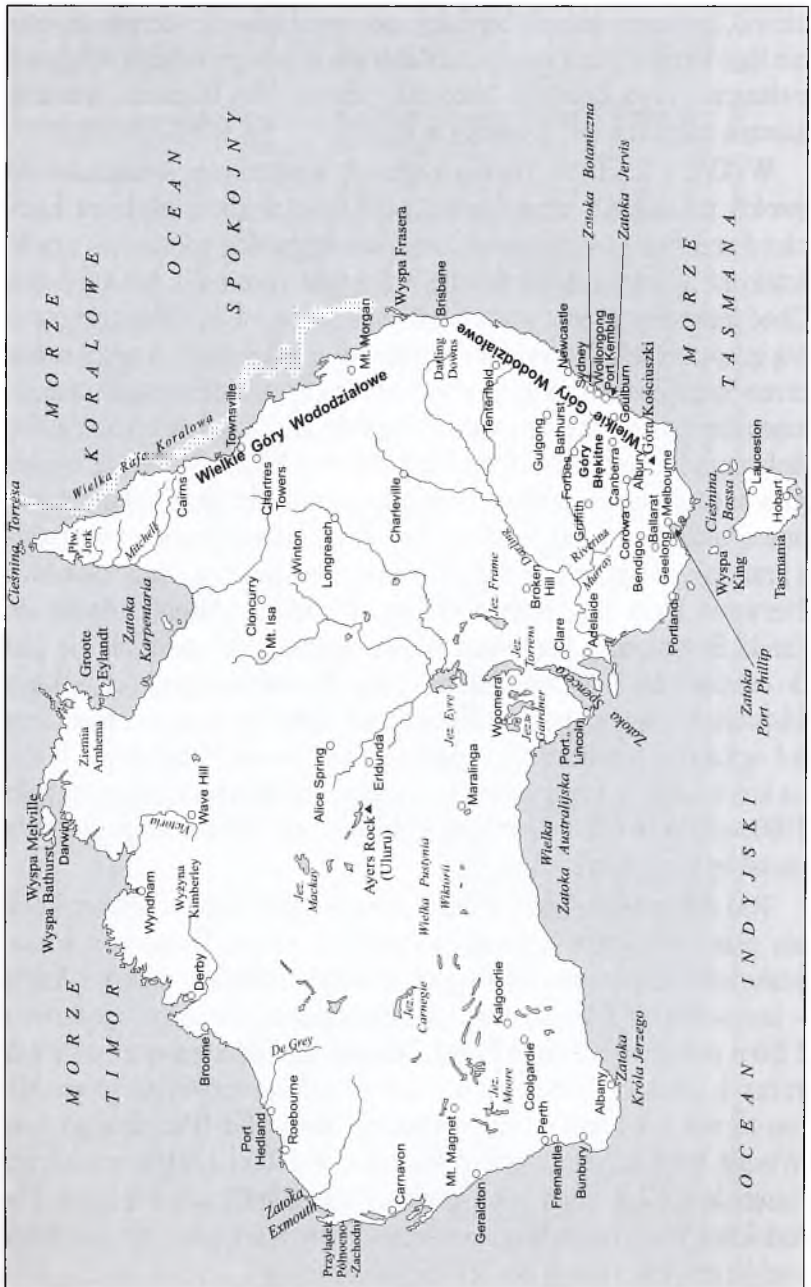 MORZE
TIMOR
MORZE
KORALOWE
OCEAN
SPOKOJNY
MORZE
TASMANA
OCEAN INDYJSKI
Wyspa Melville
Wyspa Bathurst
Darwin
Ziemia
Arnhema
Groote
Eylandt
Zatoka
Karpentaria
Cieśnina Torresa
Płw.
Jork
Mitchell
Wielka Rafa Koralowa
Cairns
Townsville
Wielkie Góry Wododziałowe
Charters
Towers
Mt. Morgan
Wyspa Frasera
Wyndham
Victoria
Wyżyna
Kimberley
Wave Hill
Derby
Broome
De Grey
Port
Hedland
Roebourne
Zatoka
Exmouth
Przylądek
Północno-
-Zachodni
Carnavon
Jez.
Mackay
Alice Spring
Ayers Rock
(Uluru)
Erldunda
Cloncurry
Mt. Isa
Winton
Longreach
Charleville
Darling
Downs
Brisbane
Tenterfield
Jez. Eyre
Jez. Frame
Jez.
Torrens
Jez.
Gairdner
Woomera
Maralinga
Wielka Pustynia
Wiktorii
Jez.
Carnegie
Mt. Magnet
Geraldton
Jez.
Moore
Kalgoorlie
Coolgardie
Perth
Fremantle
Bunbury
Albany
Zatoka
Króla Jerzego
Wielka
Zatoka Australijska
Port
Lincoln
Zatoka
Spencera
Clare
Adelaide
Broken
Hill
Darling
Murray
Riverina
Griffith
Forbes
Bathurst
Gulgong
Góry
Błękitne
Wielkie Góry Wododziałowe
Newcastle
Sydney
Wollongong
Port Kembla
Goulburn
Zatoka Botaniczna
Zatoka Jervis
Canberra
Albury
Góra Kościuszki
Corowa
Bendigo
Ballarat
Geelong
Melbourne
Portland
Zatoka
Port Phillip
Wyspa
King
Cieśnina
Bassa
Lauceston
Hobart
Tasmania